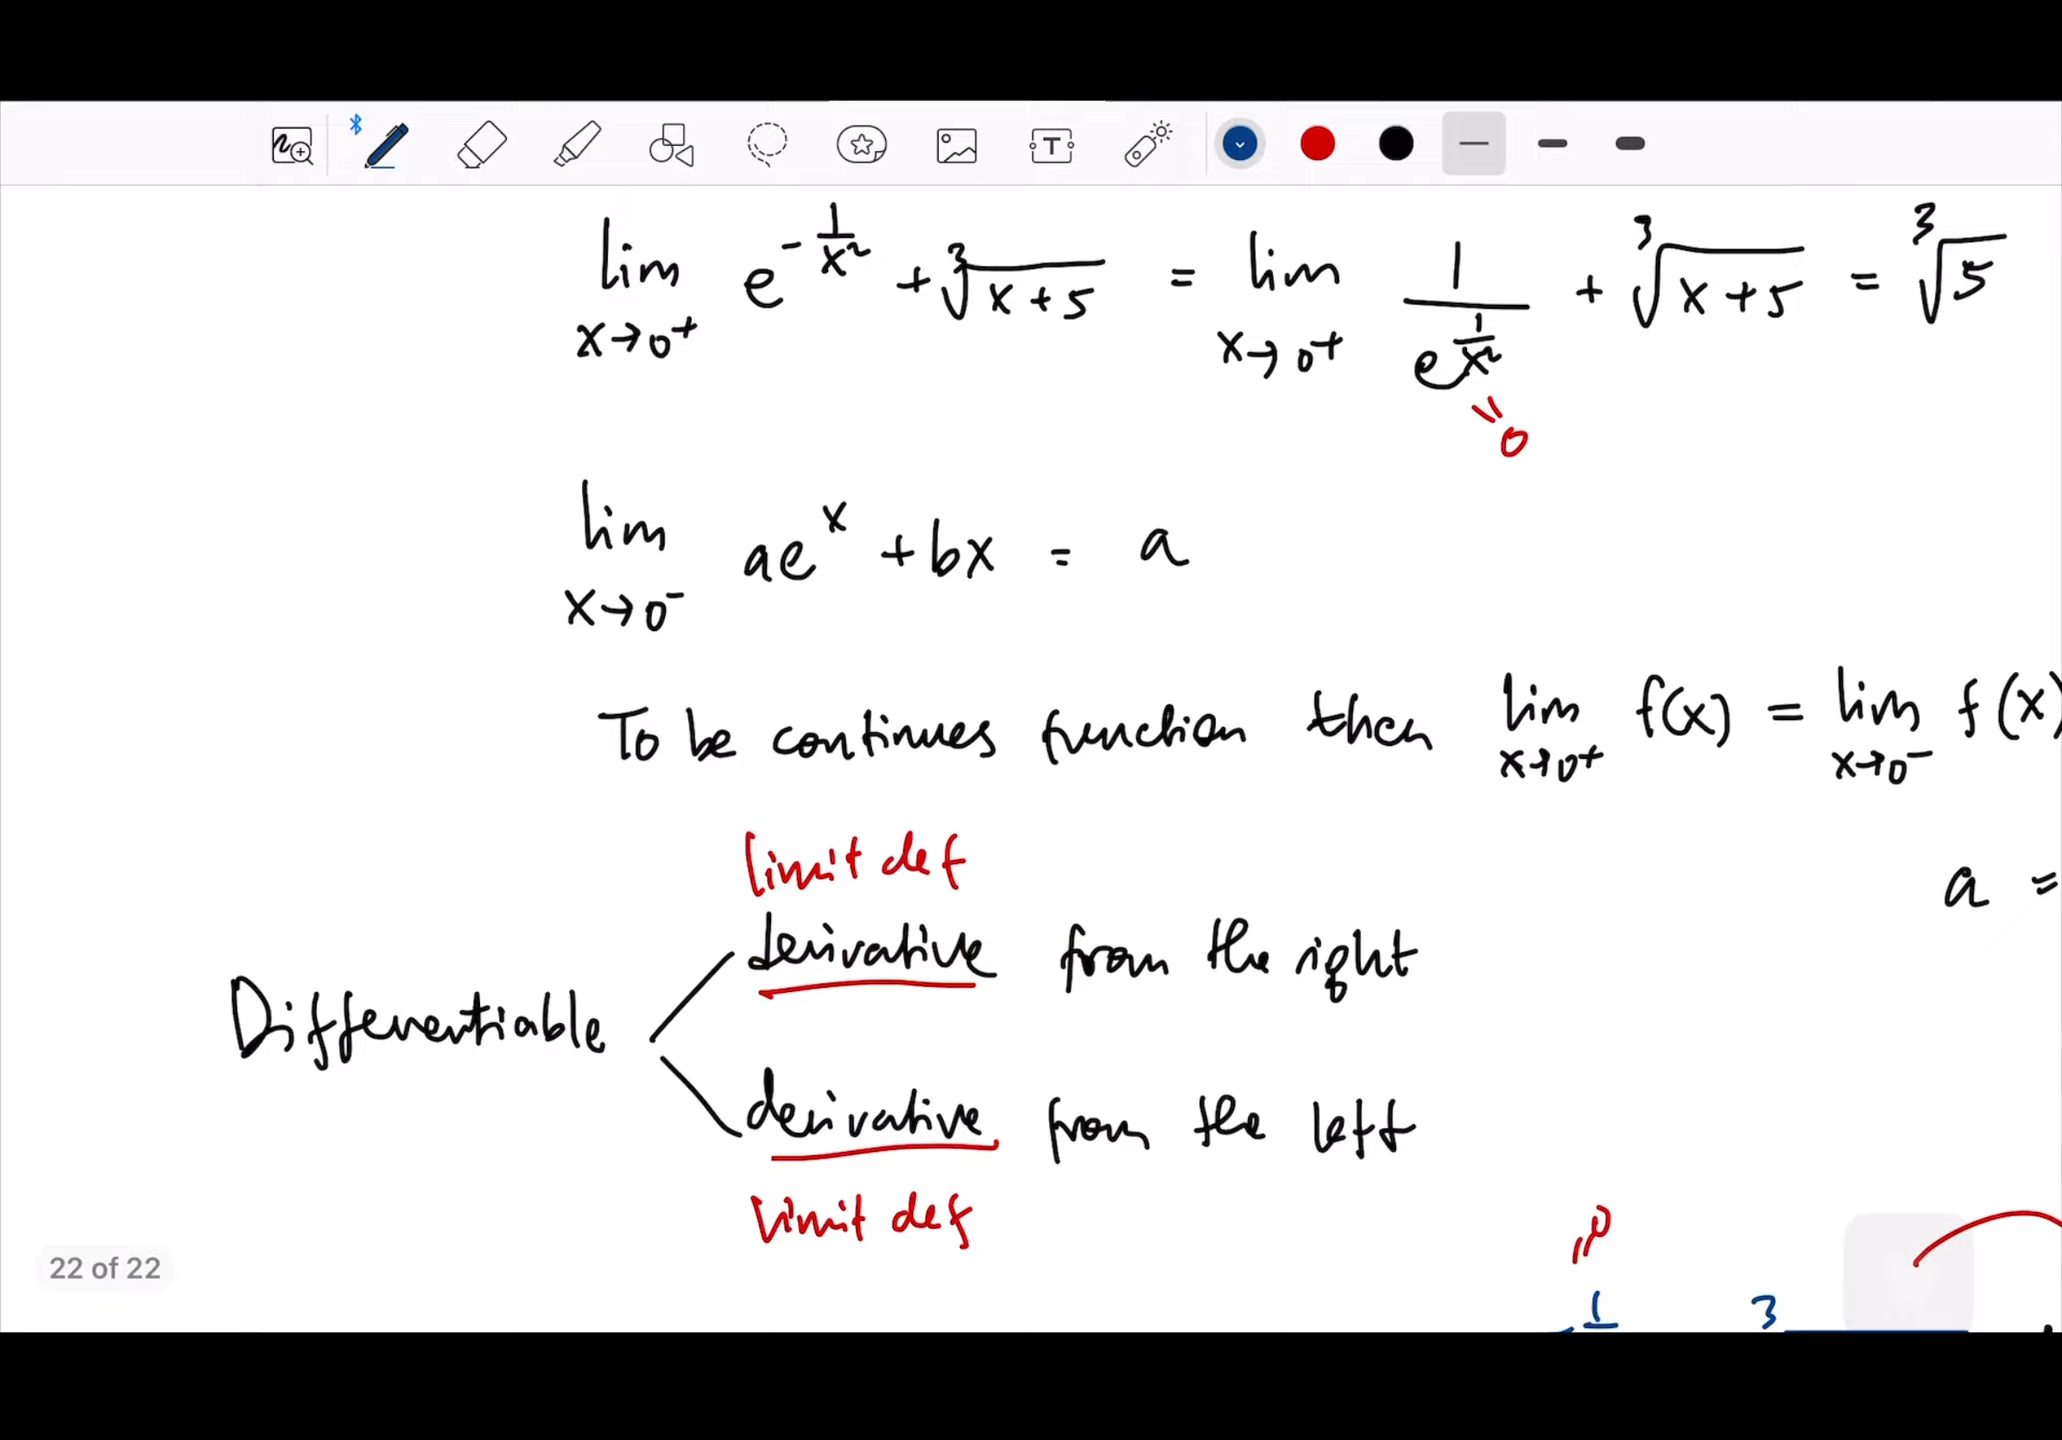 lim x→0⁺ e^(-1/x²) + ∛(x+5) = lim x→0⁺ 1/e^(1/x²) + ∛(x+5) = ∛5
= 0
lim x→0⁻ ae^x + bx = a
To be continues function then lim x→0⁺ f(x) = lim x→0⁻ f(x)
limit def
a =
derivative from the right
Differentiable
derivative from the left
limit def
= 0
22 of 22
1 3